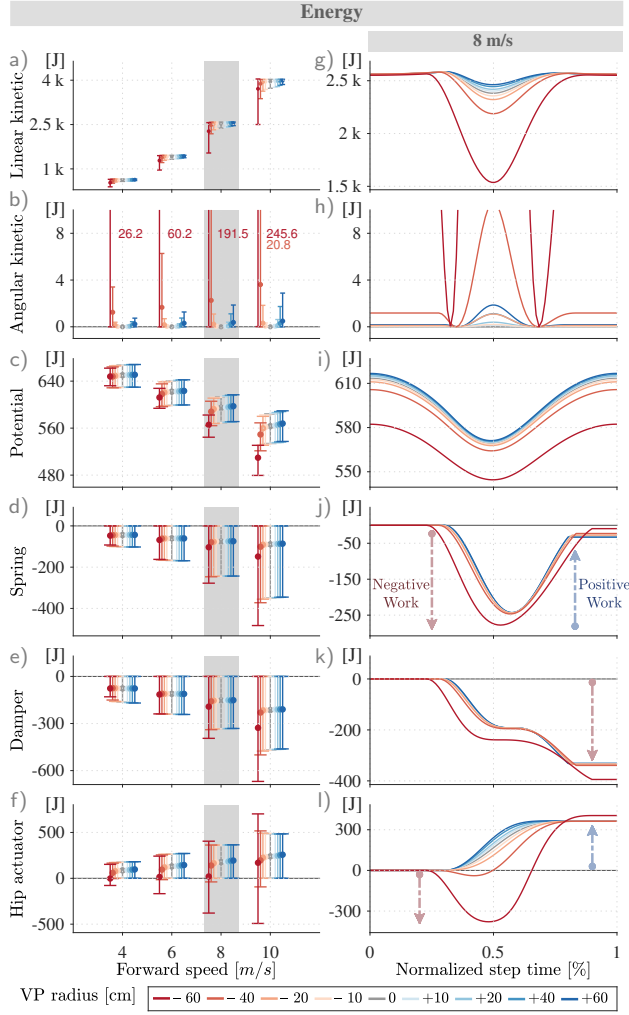 Energy
8 m/s
a)
[J]
4 k
2.5 k
1 k
Linear kinetic
g)
[J]
2.5 k
2 k
1.5 k
b)
[J]
8
4
0
Angular kinetic
26.2
60.2
191.5
245.6
20.8
h)
[J]
8
4
0
c)
[J]
640
560
480
Potential
i)
[J]
610
580
550
d)
[J]
0
-200
-400
Spring
j)
[J]
-50
-150
-250
Negative
Work
Positive
Work
e)
[J]
0
-300
-600
Damper
k)
[J]
0
-200
-400
f)
[J]
500
0
-500
Hip actuator
l)
[J]
300
0
-300
4 6 8 10
Forward speed [m/s]
0 0.5 1
Normalized step time [%]
VP radius [cm]
− 60 − 40 − 20 − 10 0 +10 +20 +40 +60